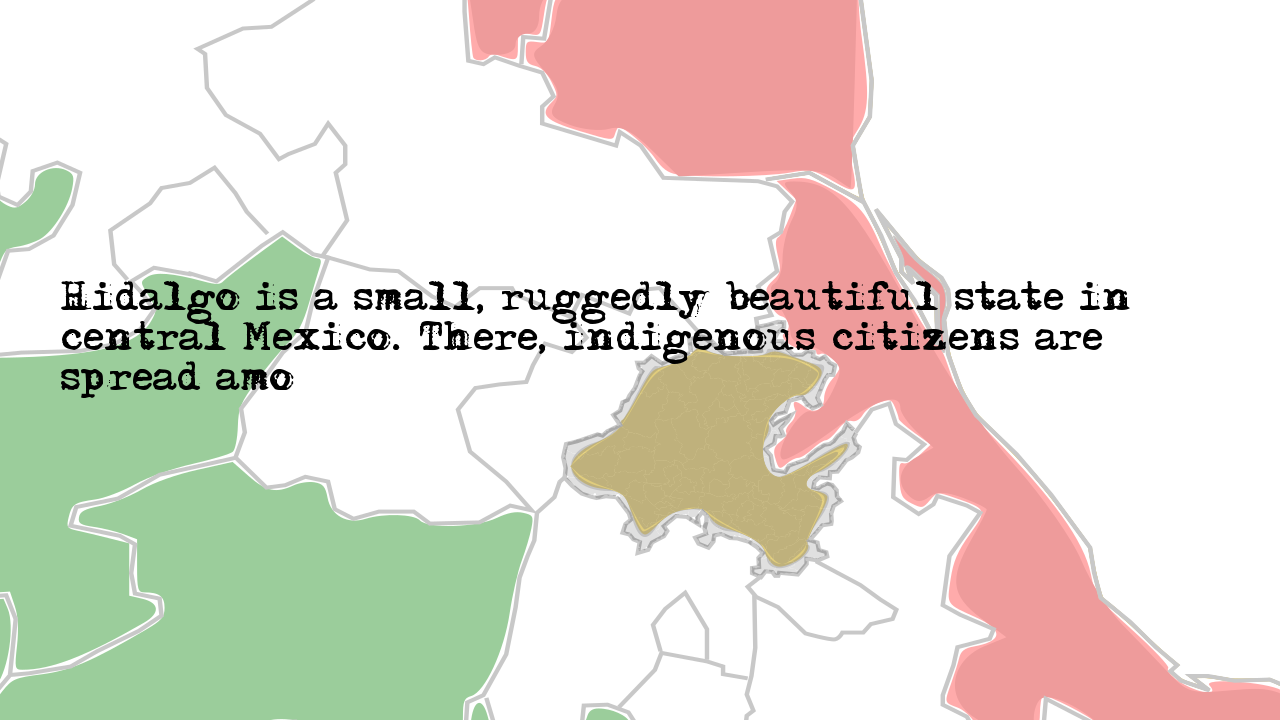 Hidalgo is a small, ruggedly beautiful state in
central Mexico. There, indigenous citizens are
spread amo